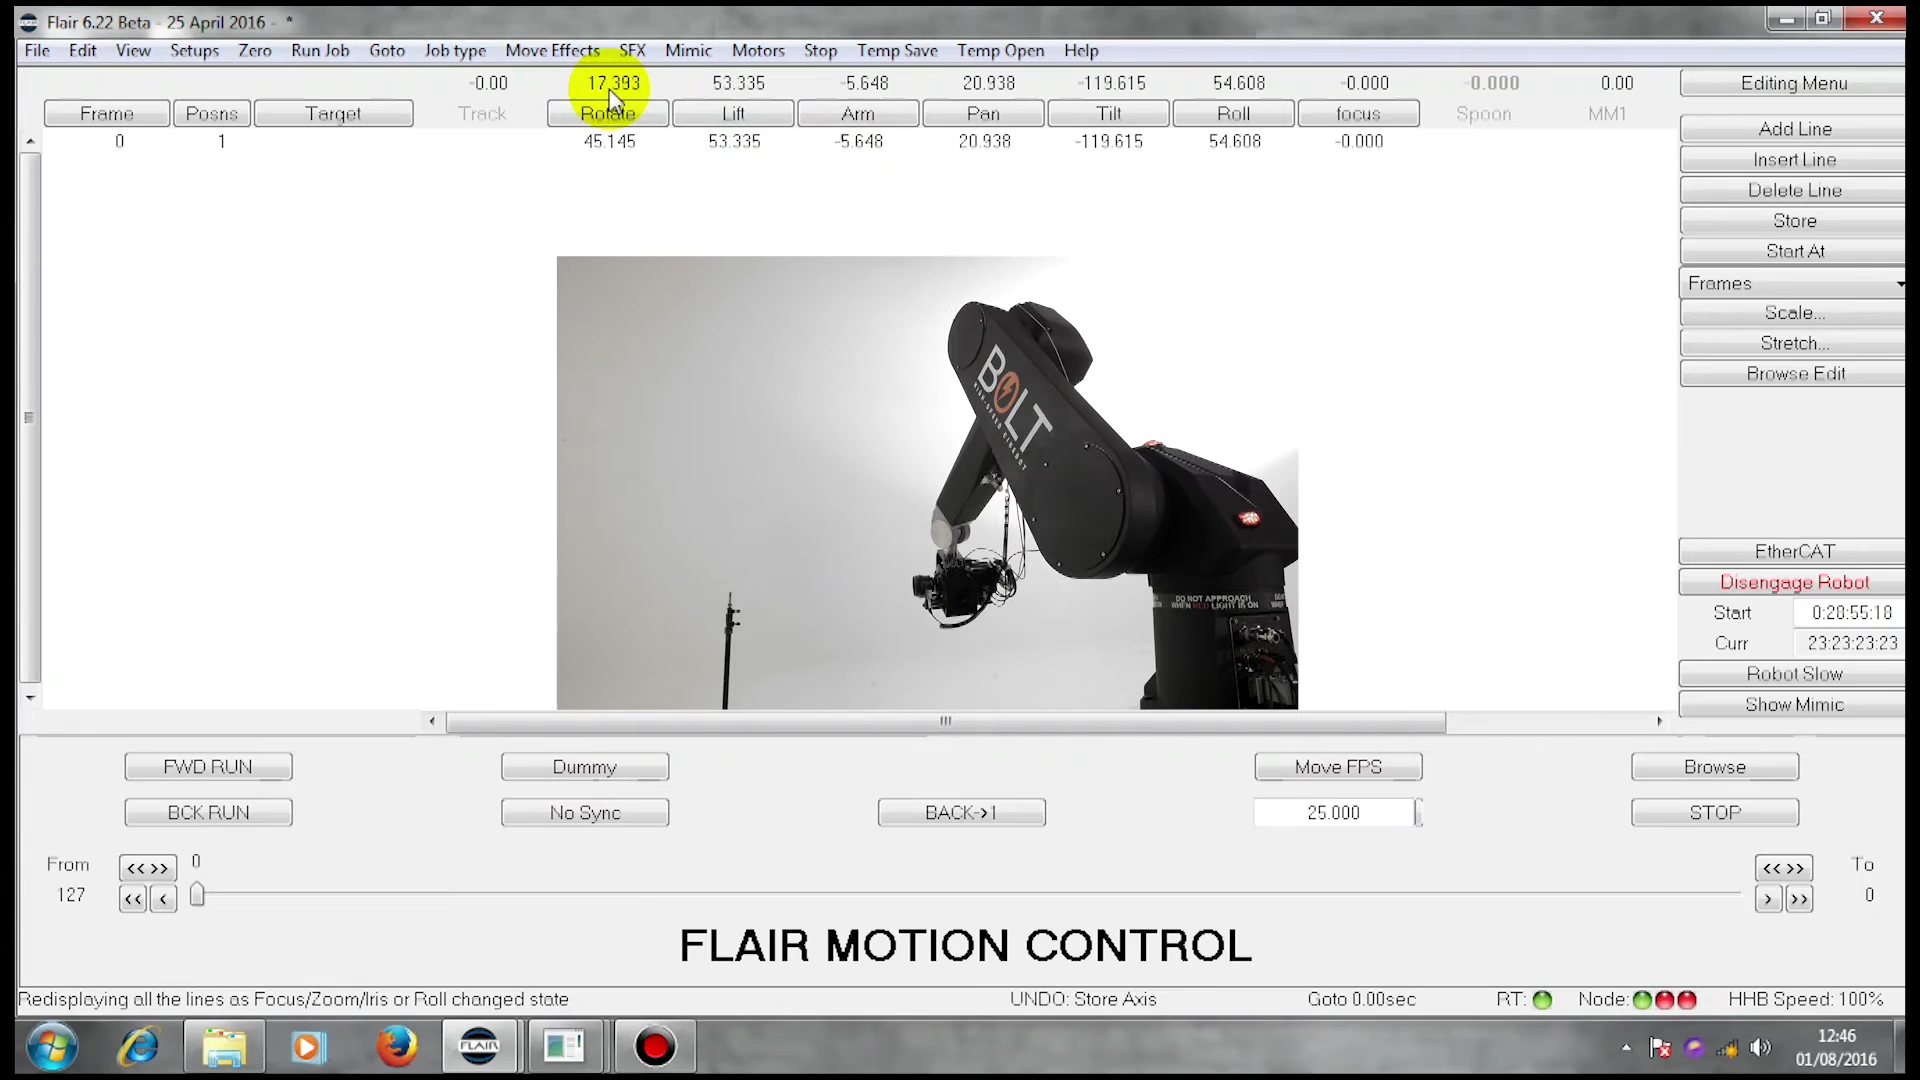 Flair 6.22 Beta - 25 April 2016 - *
File Edit View Setups Zero Run Job Goto Job type Move Effects SFX Mimic Motors Stop Temp Save Temp Open Help
-0.00 17.393 53.335 -5.648 20.938 -119.615 54.608 -0.000 -0.000 0.00 Editing Menu
Frame Posns Target Track Rotate Lift Arm Pan Tilt Roll focus Spoon MM1
0 1 45.145 53.335 -5.648 20.938 -119.615 54.608 -0.000
Add Line
Insert Line
Delete Line
Store
Start At
Frames
Scale...
Stretch...
Browse Edit
BOLT
HIGH-SPEED CINEBOT
DO NOT APPROACH
WHEN RED LIGHT IS ON
EtherCAT
Disengage Robot
Start 0:28:55:18
Curr 23:23:23:23
Robot Slow
Show Mimic
FWD RUN Dummy Move FPS Browse
BCK RUN No Sync BACK->1 25.000 STOP
From << >> 0 << >> To
127 << < > >> 0
FLAIR MOTION CONTROL
Redisplaying all the lines as Focus/Zoom/Iris or Roll changed state UNDO: Store Axis Goto 0.00sec RT: Node: HHB Speed: 100%
FLAIR
12:46
01/08/2016